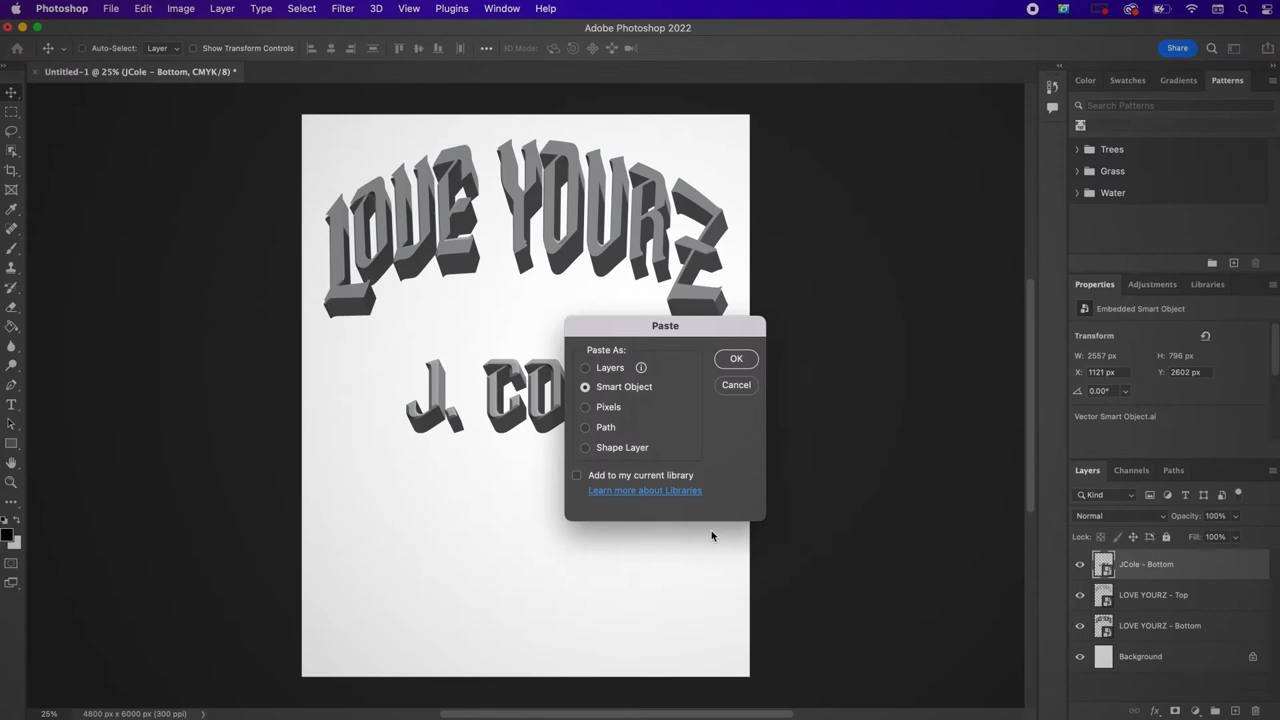 Photoshop File Edit Image Layer Type Select Filter 3D View Plugins Window Help
Adobe Photoshop 2022
Auto-Select: Layer Show Transform Controls 3D Mode: Share
Untitled-1 @ 25% (JCole - Bottom, CMYK/8) *
Color Swatches Gradients Patterns
Search Patterns
Trees
Grass
Water
LOVE YOURZ
J. CO
Paste
Paste As:
Layers
Smart Object
Pixels
Path
Shape Layer
OK
Cancel
Add to my current library
Learn more about Libraries
Properties Adjustments Libraries
Embedded Smart Object
Transform
W: 2557 px H: 796 px
X: 1121 px Y: 2602 px
0.00°
Vector Smart Object.ai
Layers Channels Paths
Kind
Normal Opacity: 100%
Lock: Fill: 100%
JCole - Bottom
LOVE YOURZ - Top
LOVE YOURZ - Bottom
Background
25% 4800 px x 6000 px (300 ppi)